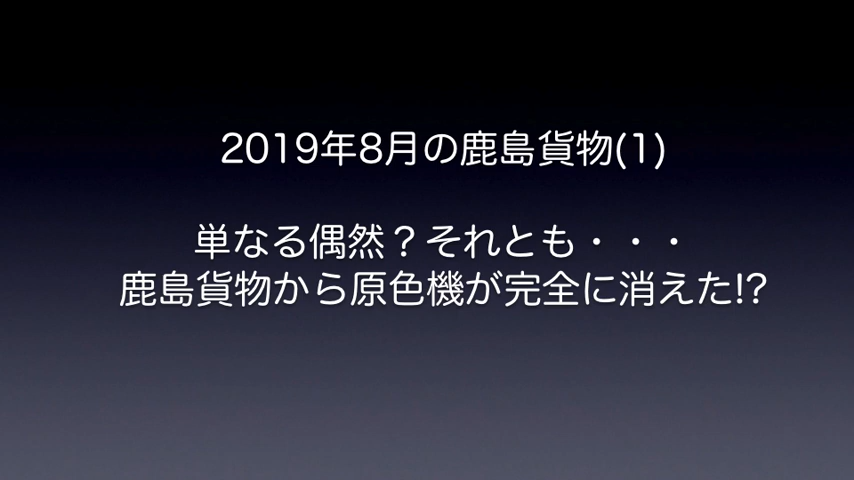 2019年8月の鹿島貨物(1)
単なる偶然？それとも・・・
鹿島貨物から原色機が完全に消えた!?